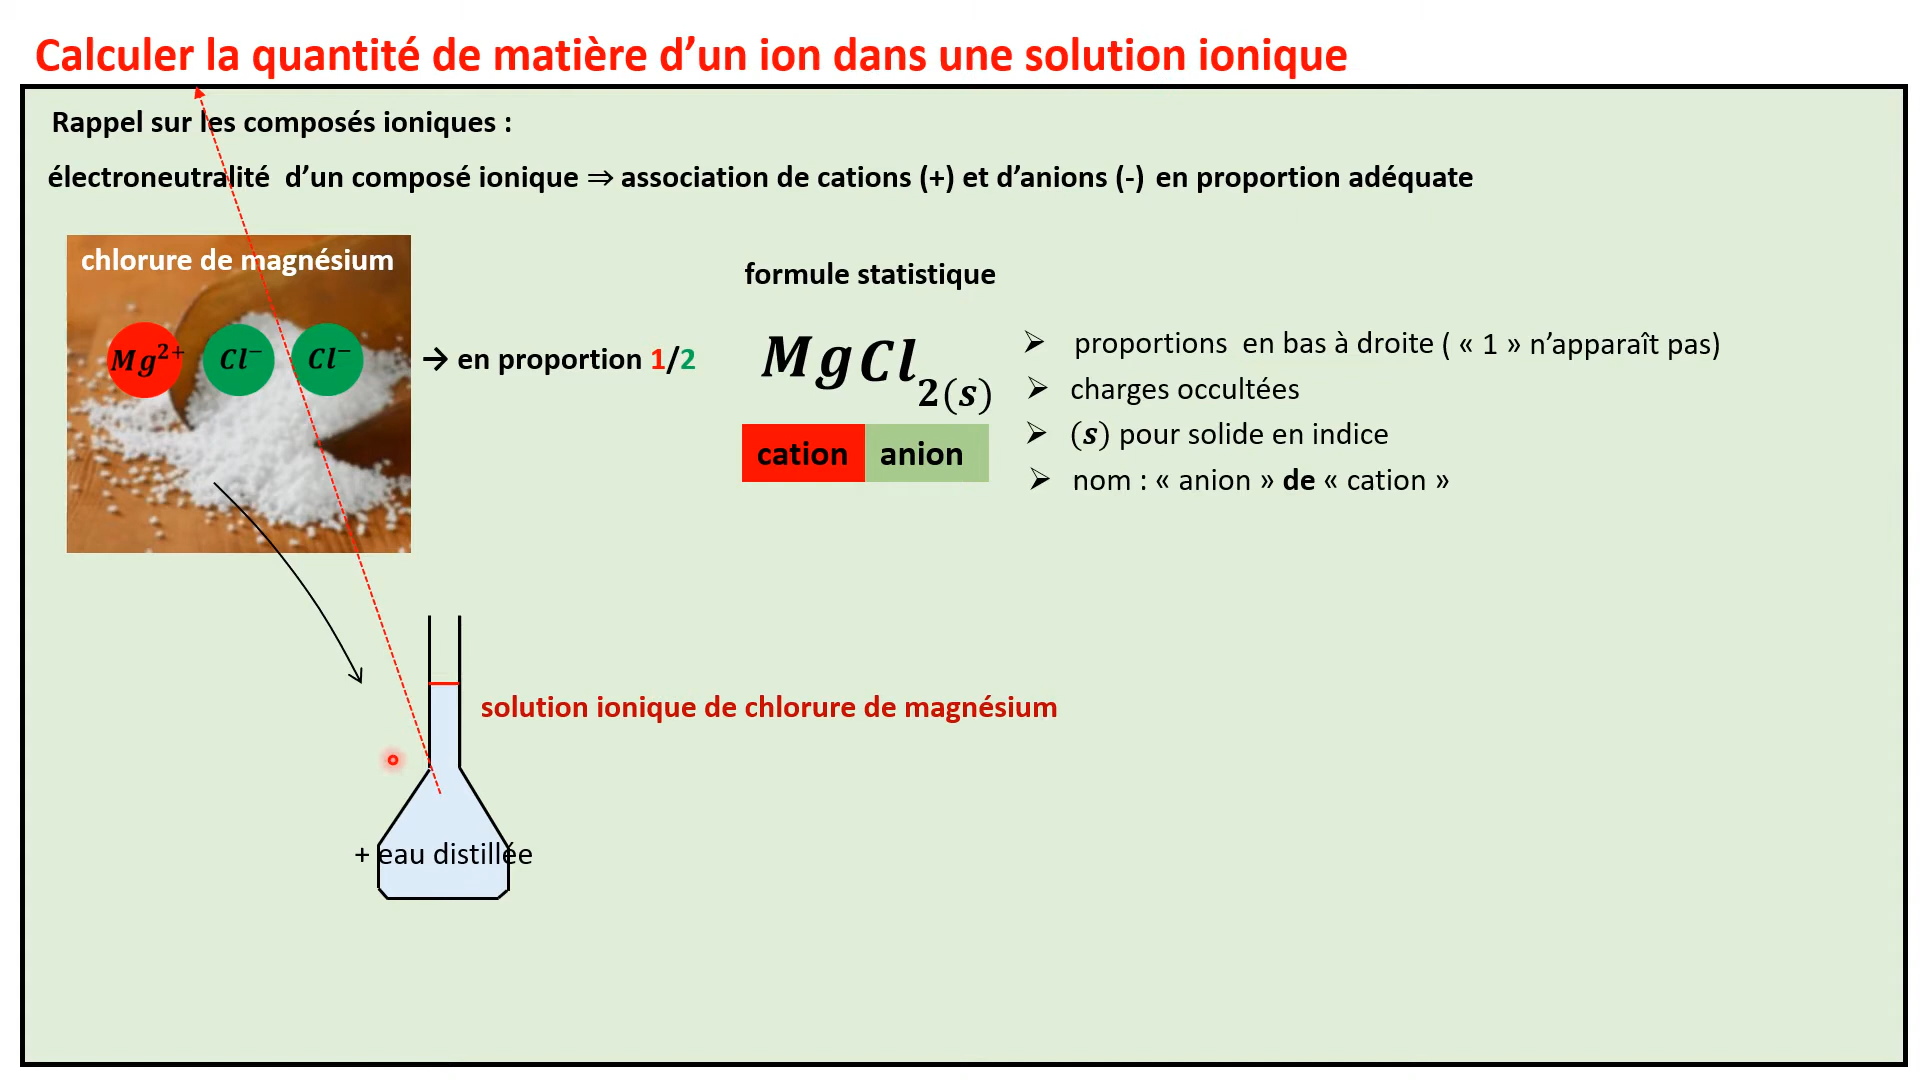 Calculer la quantité de matière d’un ion dans une solution ionique
Rappel sur les composés ioniques :
électroneutralité d’un composé ionique ⇒ association de cations (+) et d’anions (-) en proportion adéquate
chlorure de magnésium
Mg²⁺ Cl⁻ Cl⁻
→ en proportion 1/2
formule statistique
MgCl₂(s)
cation anion
➢ proportions en bas à droite ( « 1 » n’apparaît pas)
➢ charges occultées
➢ (s) pour solide en indice
➢ nom : « anion » de « cation »
solution ionique de chlorure de magnésium
+ eau distillée